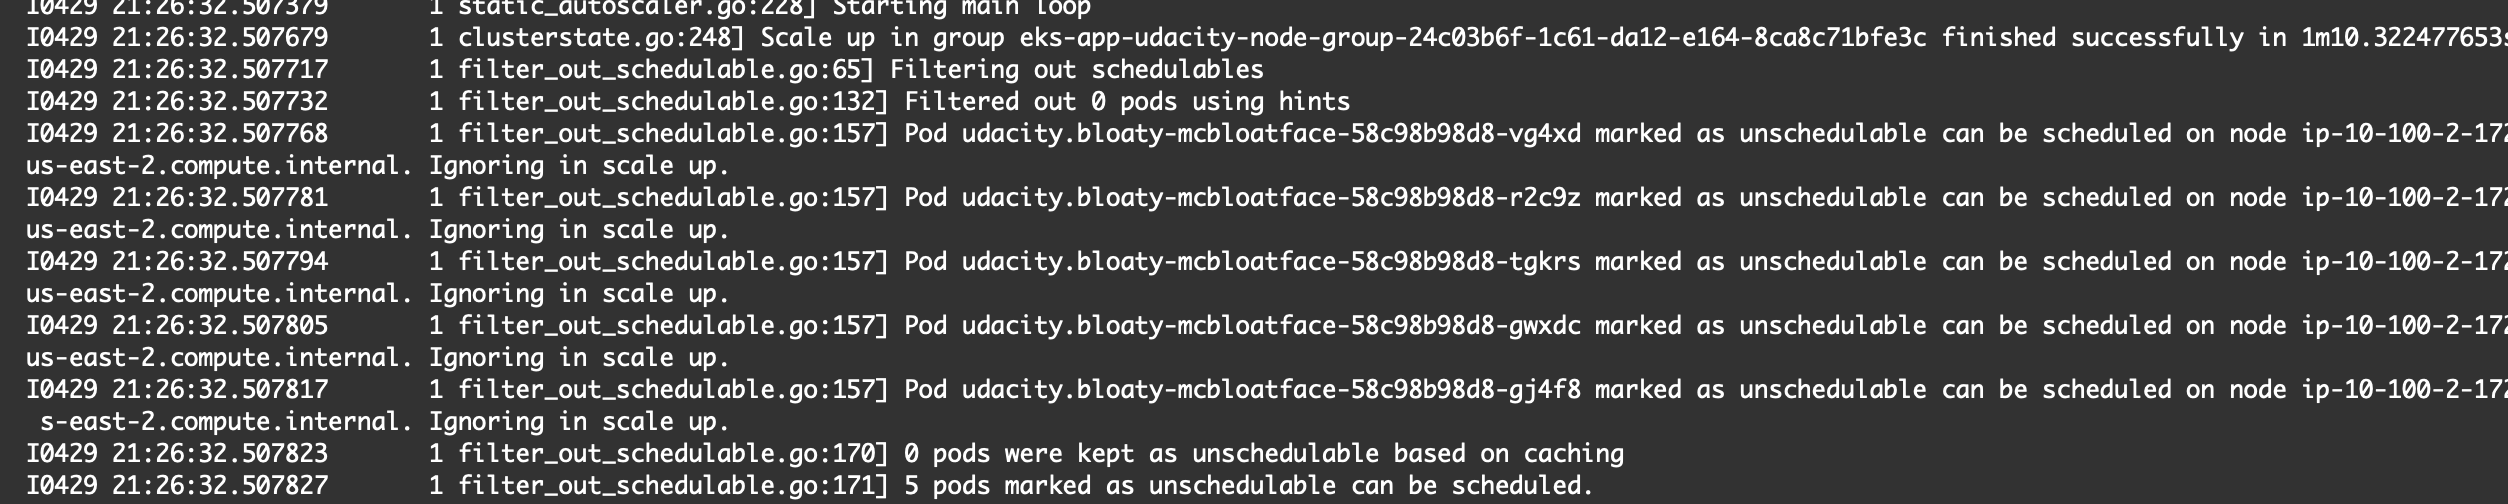 I0429 21:26:32.507379       1 static_autoscaler.go:228] Starting main loop
I0429 21:26:32.507679       1 clusterstate.go:248] Scale up in group eks-app-udacity-node-group-24c03b6f-1c61-da12-e164-8ca8c71bfe3c finished successfully in 1m10.322477653s
I0429 21:26:32.507717       1 filter_out_schedulable.go:65] Filtering out schedulables
I0429 21:26:32.507732       1 filter_out_schedulable.go:132] Filtered out 0 pods using hints
I0429 21:26:32.507768       1 filter_out_schedulable.go:157] Pod udacity.bloaty-mcbloatface-58c98b98d8-vg4xd marked as unschedulable can be scheduled on node ip-10-100-2-172
us-east-2.compute.internal. Ignoring in scale up.
I0429 21:26:32.507781       1 filter_out_schedulable.go:157] Pod udacity.bloaty-mcbloatface-58c98b98d8-r2c9z marked as unschedulable can be scheduled on node ip-10-100-2-172
us-east-2.compute.internal. Ignoring in scale up.
I0429 21:26:32.507794       1 filter_out_schedulable.go:157] Pod udacity.bloaty-mcbloatface-58c98b98d8-tgkrs marked as unschedulable can be scheduled on node ip-10-100-2-172
us-east-2.compute.internal. Ignoring in scale up.
I0429 21:26:32.507805       1 filter_out_schedulable.go:157] Pod udacity.bloaty-mcbloatface-58c98b98d8-gwxdc marked as unschedulable can be scheduled on node ip-10-100-2-172
us-east-2.compute.internal. Ignoring in scale up.
I0429 21:26:32.507817       1 filter_out_schedulable.go:157] Pod udacity.bloaty-mcbloatface-58c98b98d8-gj4f8 marked as unschedulable can be scheduled on node ip-10-100-2-172
s-east-2.compute.internal. Ignoring in scale up.
I0429 21:26:32.507823       1 filter_out_schedulable.go:170] 0 pods were kept as unschedulable based on caching
I0429 21:26:32.507827       1 filter_out_schedulable.go:171] 5 pods marked as unschedulable can be scheduled.